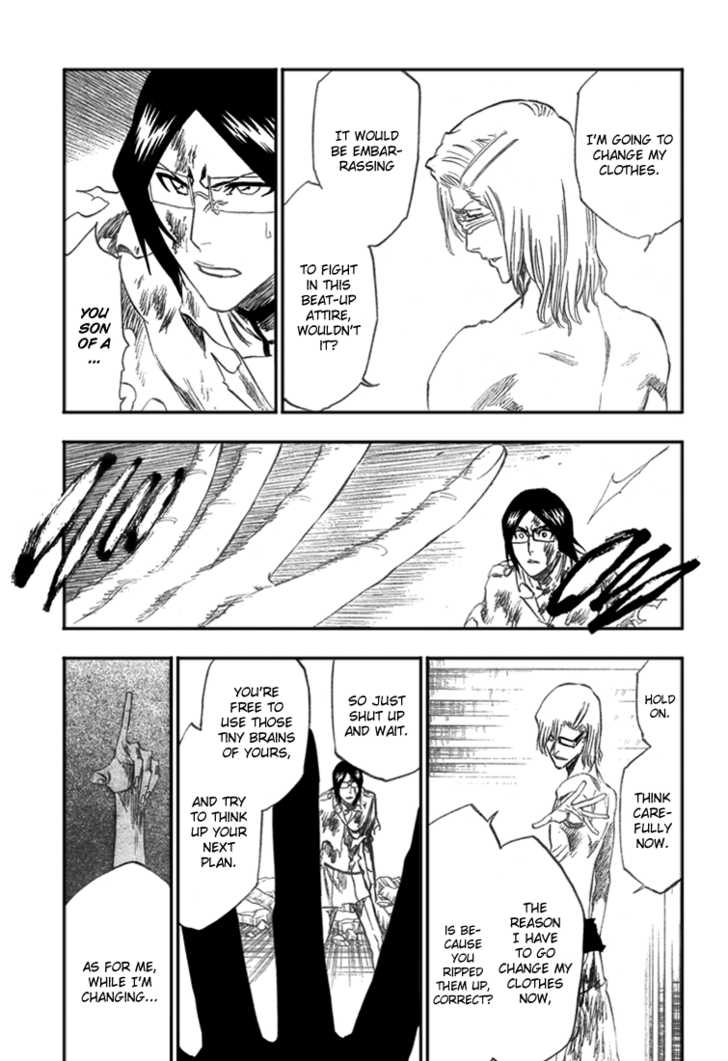 I'M GOING TO
CHANGE MY
CLOTHES.
IT WOULD
BE EMBAR-
RASSING
TO FIGHT
IN THIS
BEAT-UP
ATTIRE,
WOULDN'T
IT?
YOU
SON
OF A
...
HOLD
ON.
THINK
CARE-
FULLY
NOW.
THE
REASON
I HAVE
TO GO
CHANGE MY
CLOTHES
NOW,
IS BE-
CAUSE
YOU
RIPPED
THEM UP,
CORRECT?
SO JUST
SHUT UP
AND WAIT.
YOU'RE
FREE TO
USE THOSE
TINY BRAINS
OF YOURS,
AND TRY
TO THINK
UP YOUR
NEXT
PLAN.
AS FOR ME,
WHILE I'M
CHANGING...